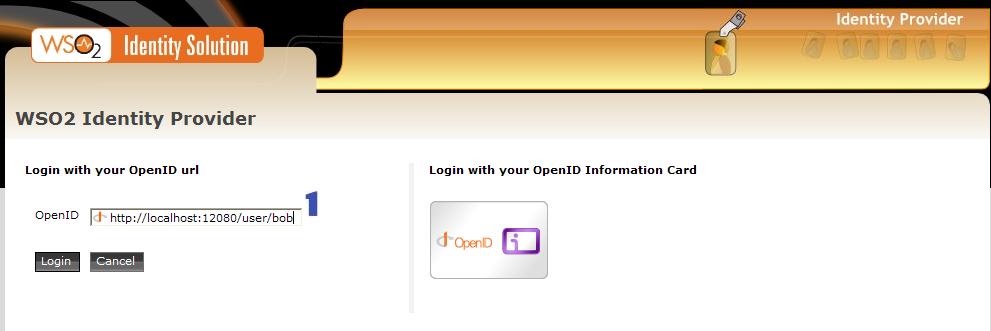 Identity Provider
WSO2 Identity Solution
WSO2 Identity Provider
Login with your OpenID url
OpenID http://localhost:12080/user/bob 1
Login Cancel
Login with your OpenID Information Card
OpenID i